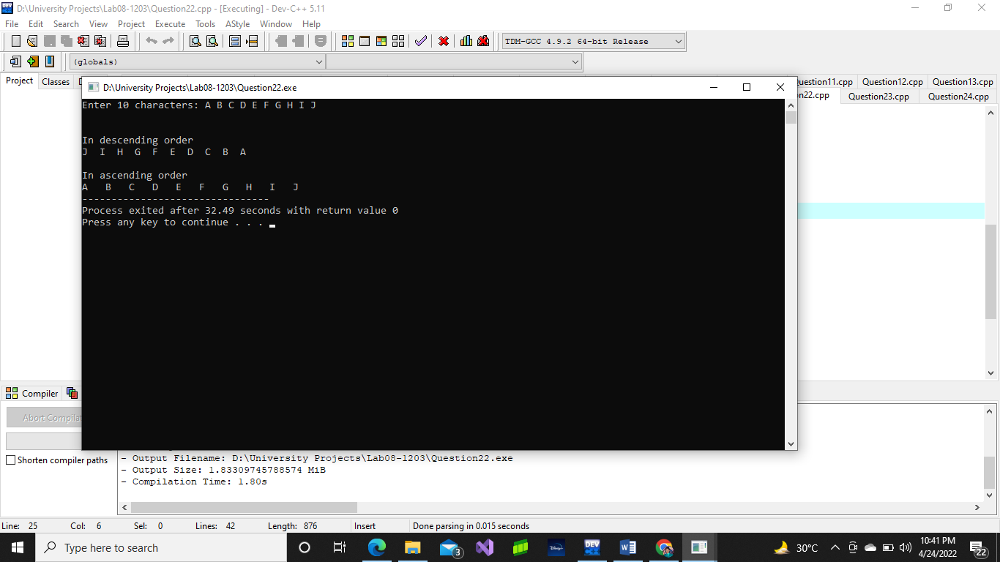 D:\University Projects\Lab08-1203\Question22.cpp - [Executing] - Dev-C++ 5.11
File Edit Search View Project Execute Tools AStyle Window Help
TDM-GCC 4.9.2 64-bit Release
(globals)
Project Classes
Question11.cpp Question12.cpp Question13.cpp
n22.cpp Question23.cpp Question24.cpp
D:\University Projects\Lab08-1203\Question22.exe
Enter 10 characters: A B C D E F G H I J
In descending order
J I H G F E D C B A
In ascending order
A B C D E F G H I J
--------------------------------
Process exited after 32.49 seconds with return value 0
Press any key to continue . . .
Compiler
Abort Compilat
Shorten compiler paths
- Output Filename: D:\University Projects\Lab08-1203\Question22.exe
- Output Size: 1.83309745788574 MiB
- Compilation Time: 1.80s
Line: 25 Col: 6 Sel: 0 Lines: 42 Length: 876 Insert Done parsing in 0.015 seconds
Type here to search
3
Disney+
DEV
30°C
10:41 PM
4/24/2022
22